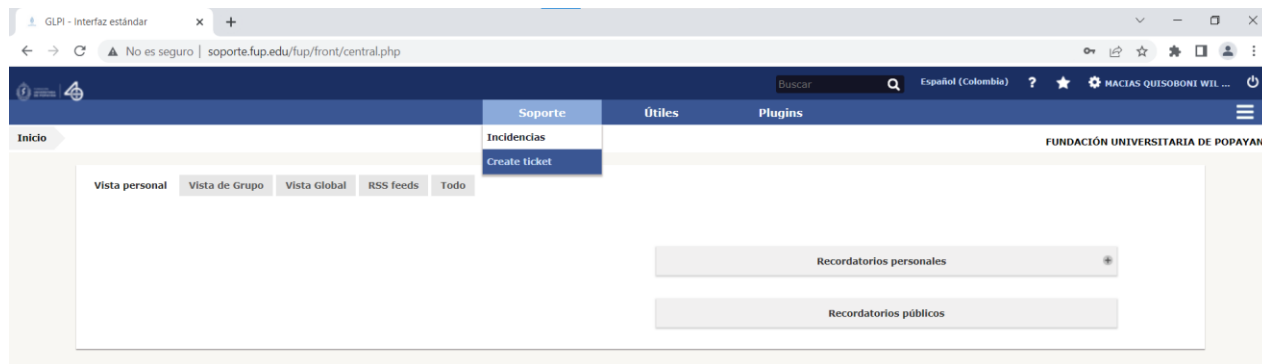 GLPI - Interfaz estándar
No es seguro | soporte.fup.edu/fup/front/central.php
Buscar Español (Colombia) ? MACIAS QUISOBONI WIL ...
Soporte Útiles Plugins
Inicio
Incidencias
FUNDACIÓN UNIVERSITARIA DE POPAYAN
Create ticket
Vista personal Vista de Grupo Vista Global RSS feeds Todo
Recordatorios personales
Recordatorios públicos